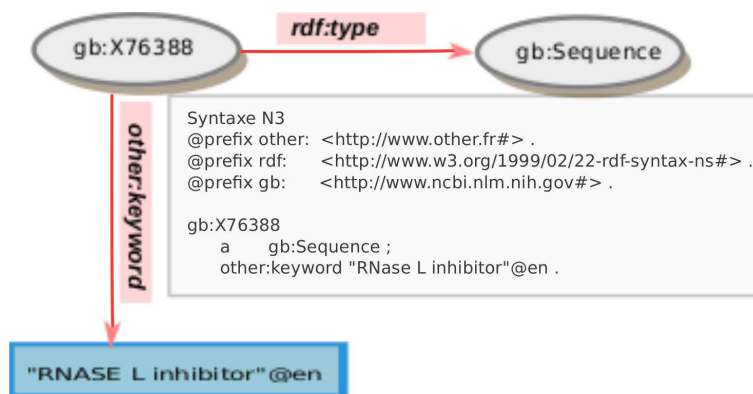 gb:X76388
rdf:type
gb:Sequence
other:keyword
Syntaxe N3
@prefix other: <http://www.other.fr#> .
@prefix rdf: <http://www.w3.org/1999/02/22-rdf-syntax-ns#> .
@prefix gb: <http://www.ncbi.nlm.nih.gov#> .
gb:X76388
a gb:Sequence ;
other:keyword "RNase L inhibitor"@en .
"RNASE L inhibitor"@en